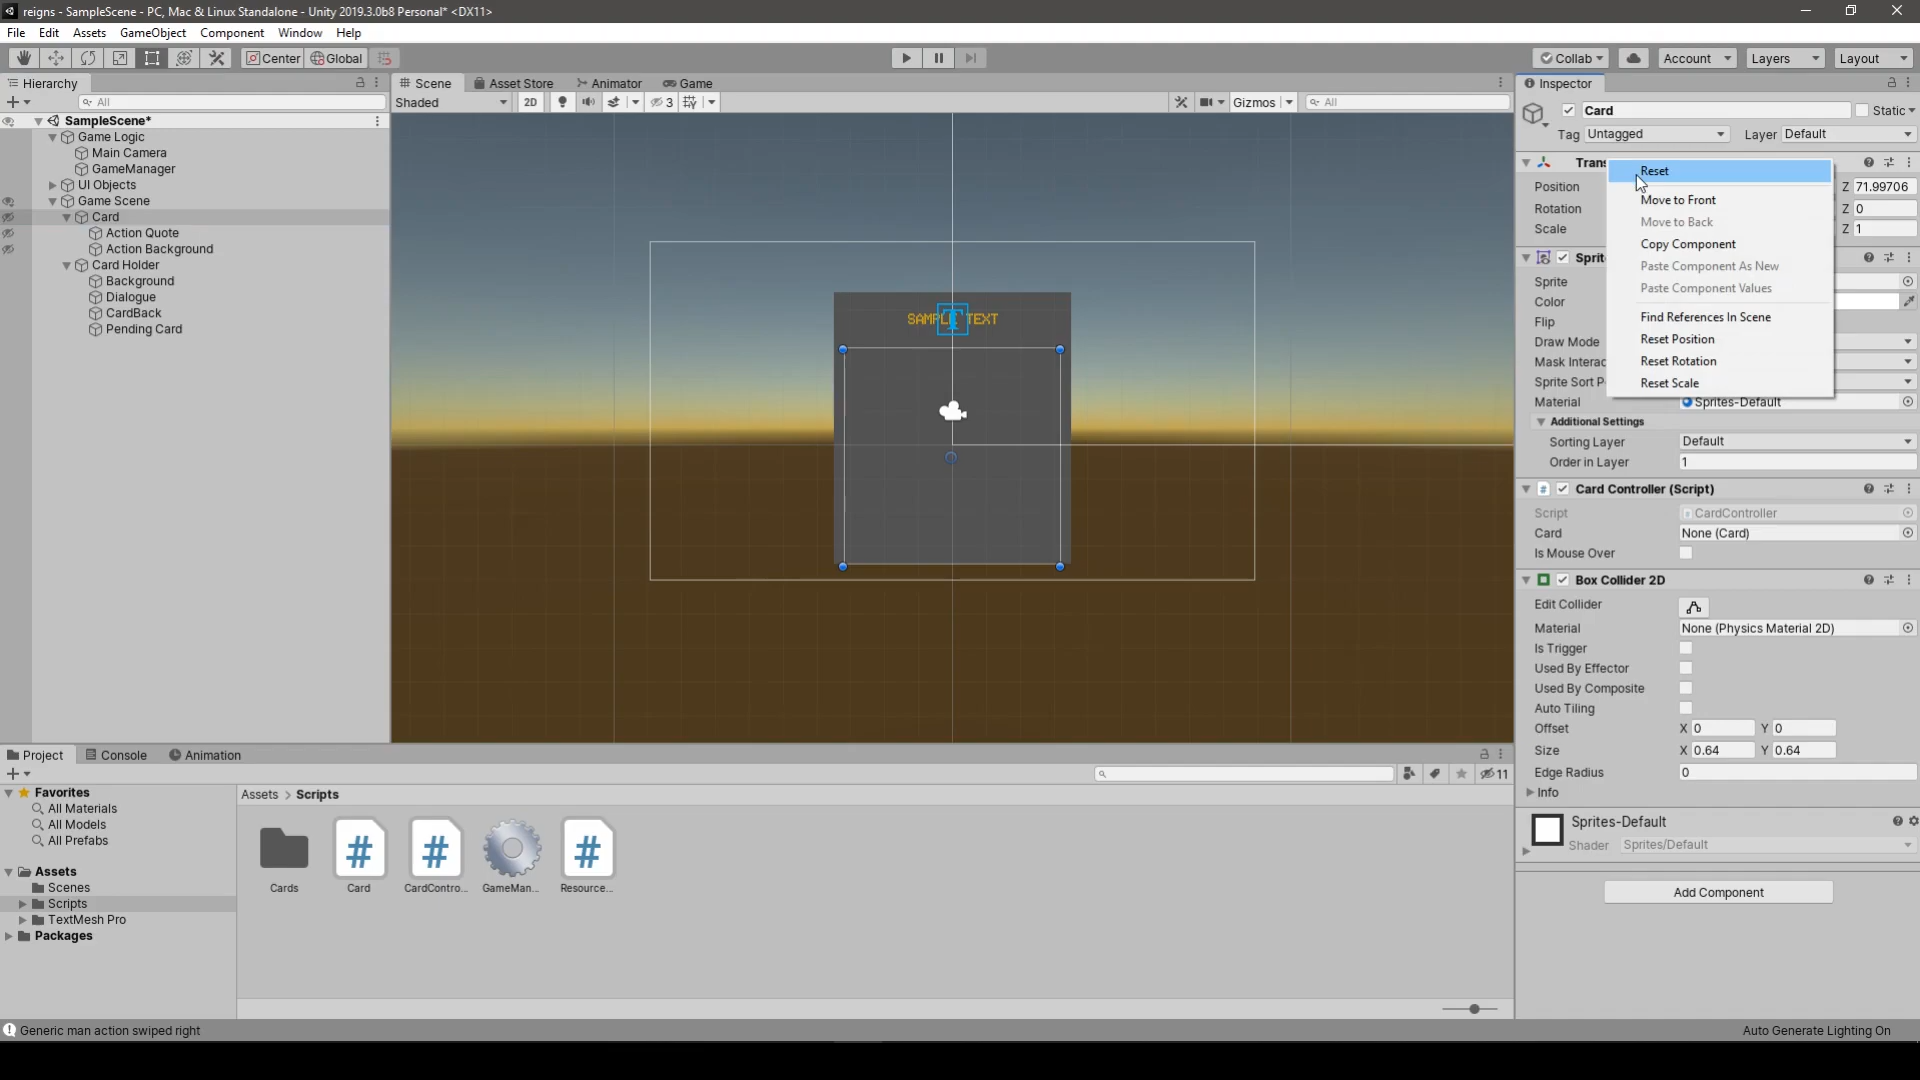 reigns - SampleScene - PC, Mac & Linux Standalone - Unity 2019.3.0b8 Personal* <DX11>
File Edit Assets GameObject Component Window Help
Center Global Collab Account Layers Layout
Hierarchy
All
SampleScene*
Game Logic
Main Camera
GameManager
UI Objects
Game Scene
Card
Action Quote
Action Background
Card Holder
Background
Dialogue
CardBack
Pending Card
Scene Asset Store Animator Game
Shaded 2D 3 Gizmos All
SAMPLE TEXT
Inspector
Card Static
Tag Untagged Layer Default
Trans
Position Z 71.99706
Rotation Z 0
Scale Z 1
Reset
Move to Front
Move to Back
Copy Component
Paste Component As New
Paste Component Values
Find References In Scene
Reset Position
Reset Rotation
Reset Scale
Sprit
Sprite
Color
Flip
Draw Mode
Mask Interac
Sprite Sort P
Material Sprites-Default
Additional Settings
Sorting Layer Default
Order in Layer 1
Card Controller (Script)
Script CardController
Card None (Card)
Is Mouse Over
Box Collider 2D
Edit Collider
Material None (Physics Material 2D)
Is Trigger
Used By Effector
Used By Composite
Auto Tiling
Offset X 0 Y 0
Size X 0.64 Y 0.64
Edge Radius 0
Info
Sprites-Default
Shader Sprites/Default
Add Component
Project Console Animation
11
Favorites
All Materials
All Models
All Prefabs
Assets
Scenes
Scripts
TextMesh Pro
Packages
Assets > Scripts
Cards Card CardContro... GameMan... Resource...
Generic man action swiped right
Auto Generate Lighting On